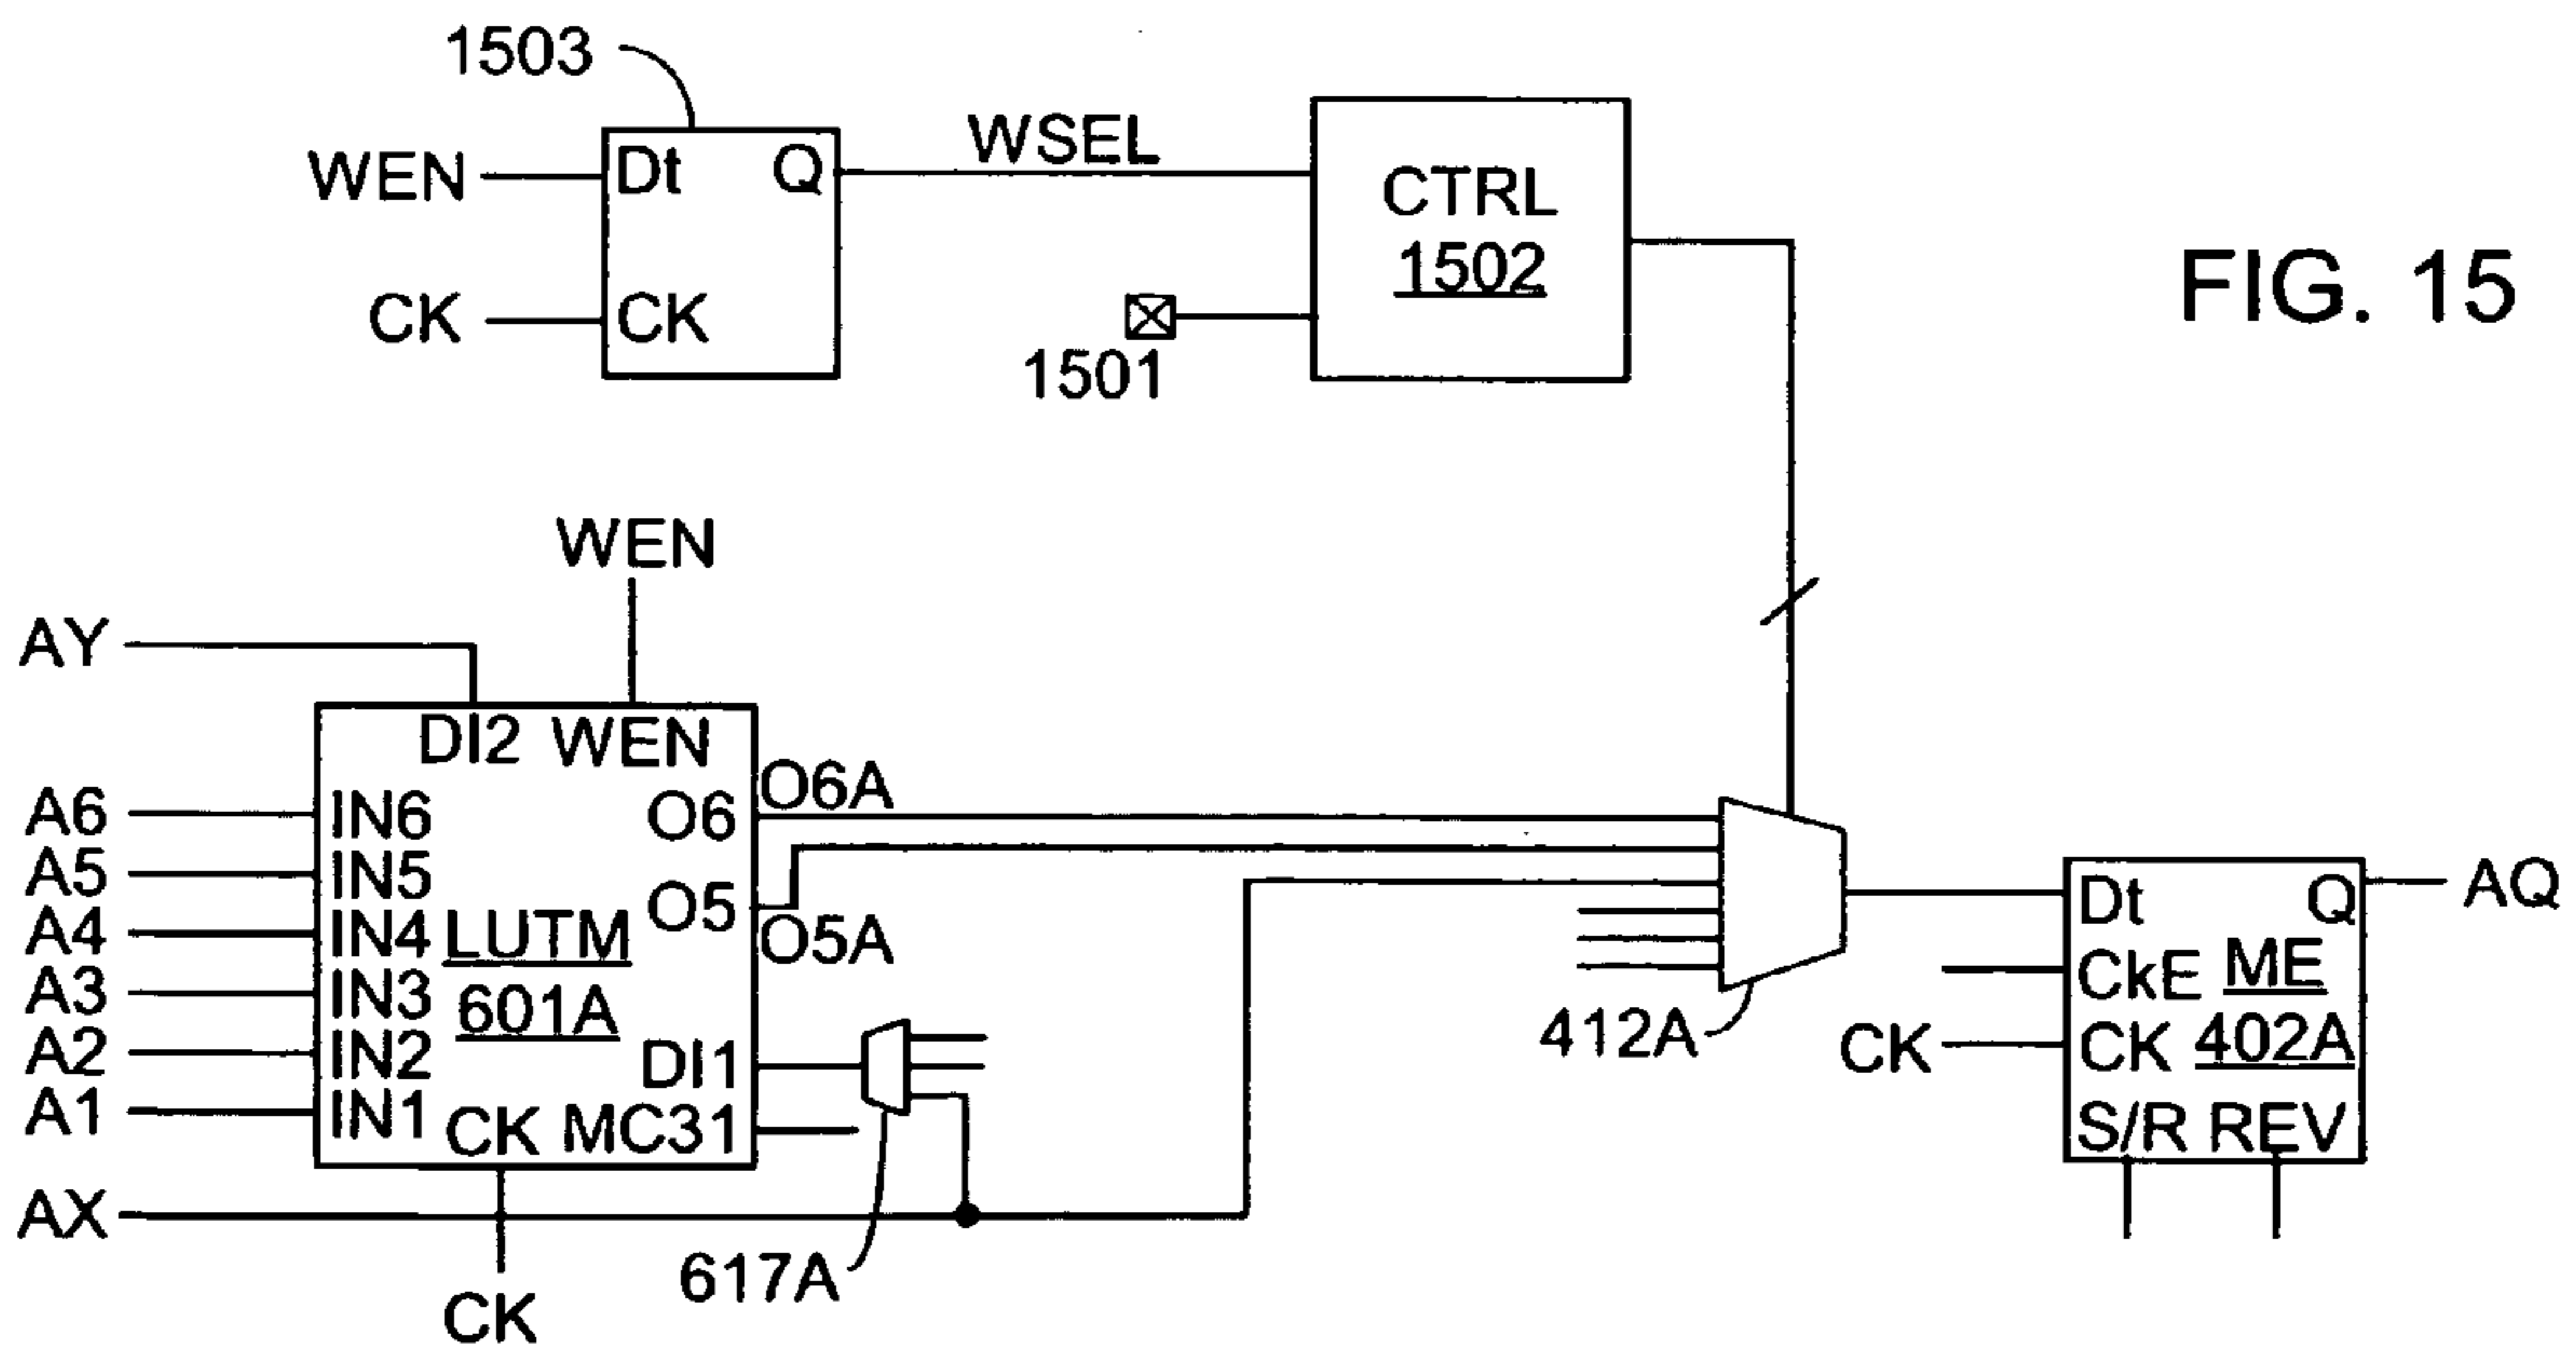 1503
WEN
Dt
Q
WSEL
CK
CK
1501
CTRL
1502
FIG. 15
WEN
AY
DI2
WEN
A6
IN6
O6
O6A
A5
IN5
A4
IN4
LUTM
601A
O5
O5A
A3
IN3
A2
IN2
DI1
A1
IN1
CK
MC31
AX
CK
617A
412A
Dt
Q
AQ
CkE
ME
402A
CK
CK
S/R
REV